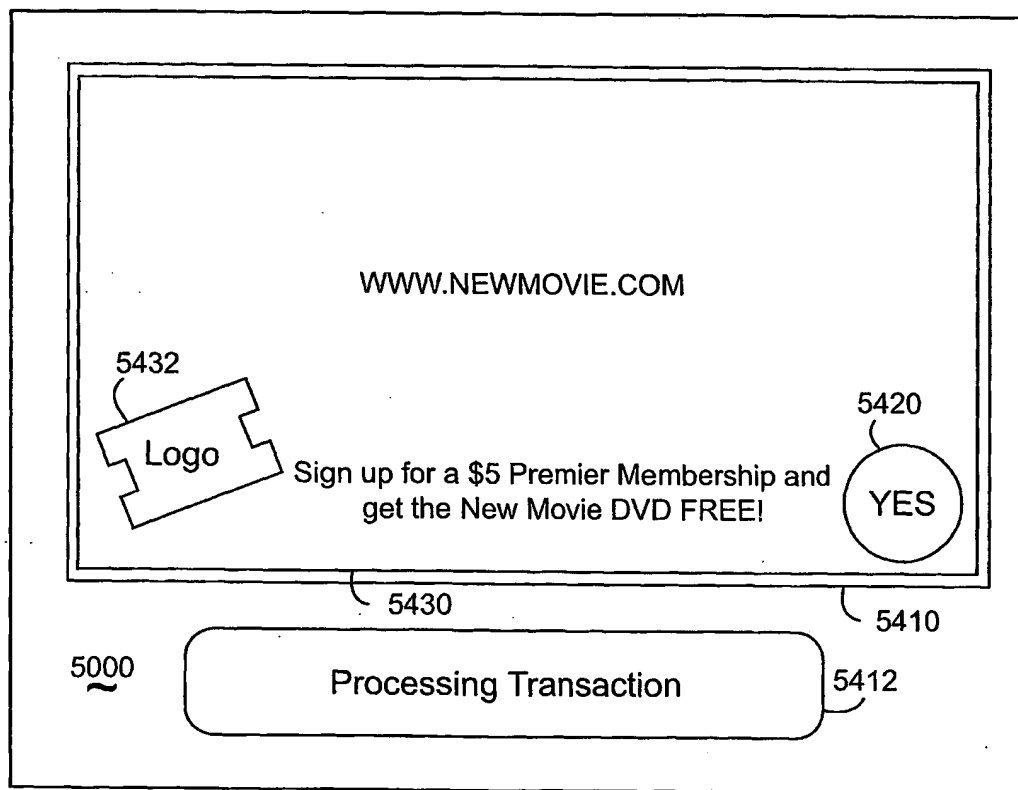 WWW.NEWMOVIE.COM
5432
Logo
5420
Sign up for a $5 Premier Membership and
get the New Movie DVD FREE!
YES
5430
5410
5000
Processing Transaction
5412